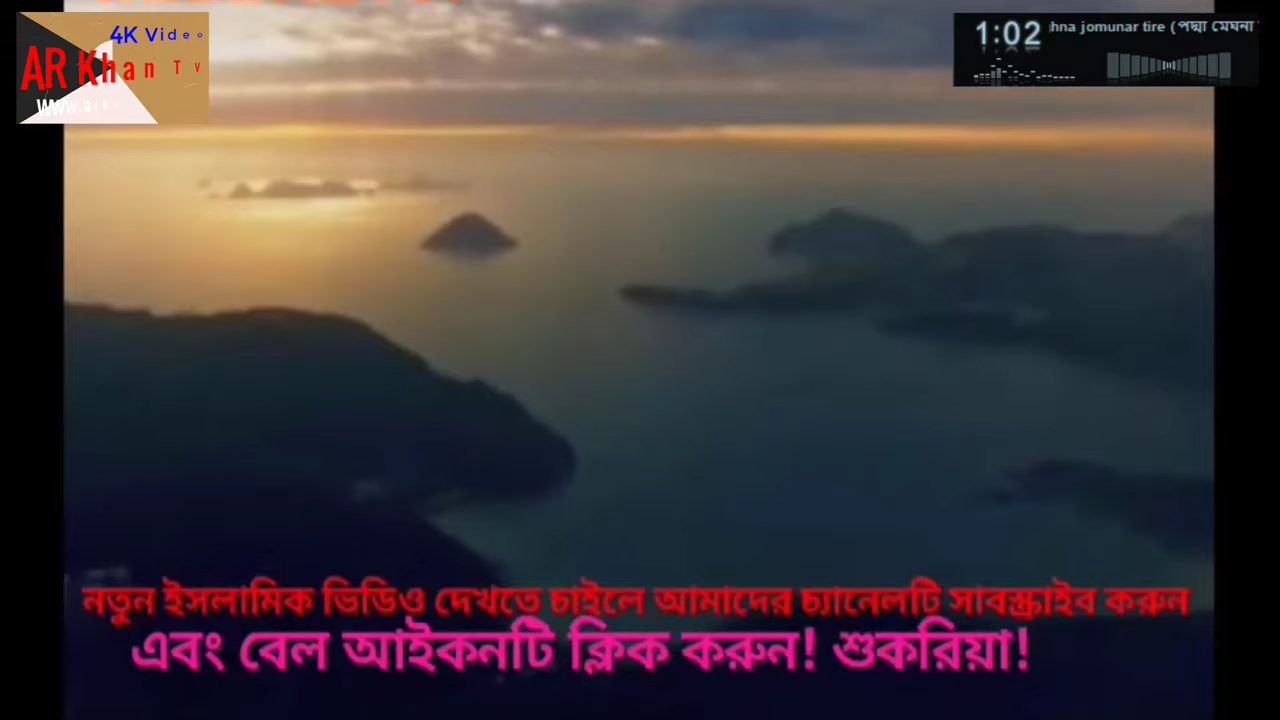 4K Video
AR Khan Tv
www.a
1:02
hna jomunar tire (পদ্মা মেঘনা
নতুন ইসলামিক ভিডিও দেখতে চাইলে আমাদের চ্যানেলটি সাবস্ক্রাইব করুন
এবং বেল আইকনটি ক্লিক করুন! শুকরিয়া!